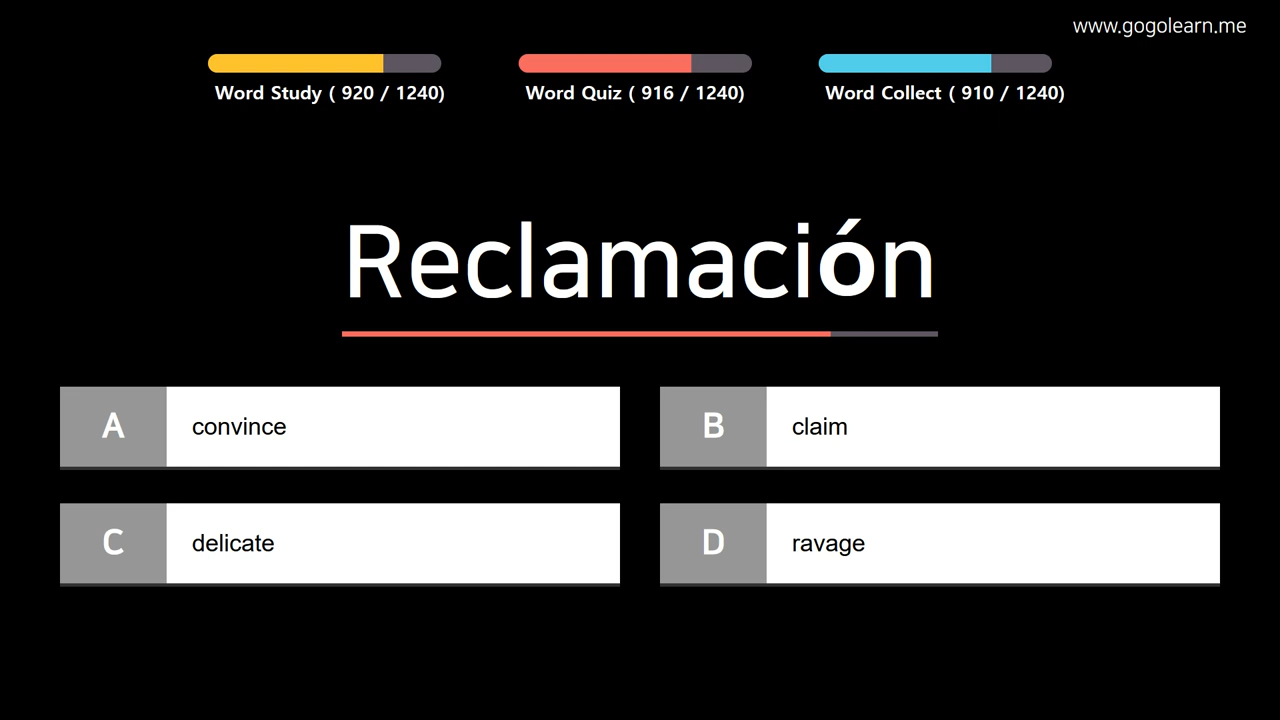 www.gogolearn.me
Word Study ( 920 / 1240)
Word Quiz ( 916 / 1240)
Word Collect ( 910 / 1240)
Reclamación
A convince
B claim
C delicate
D ravage